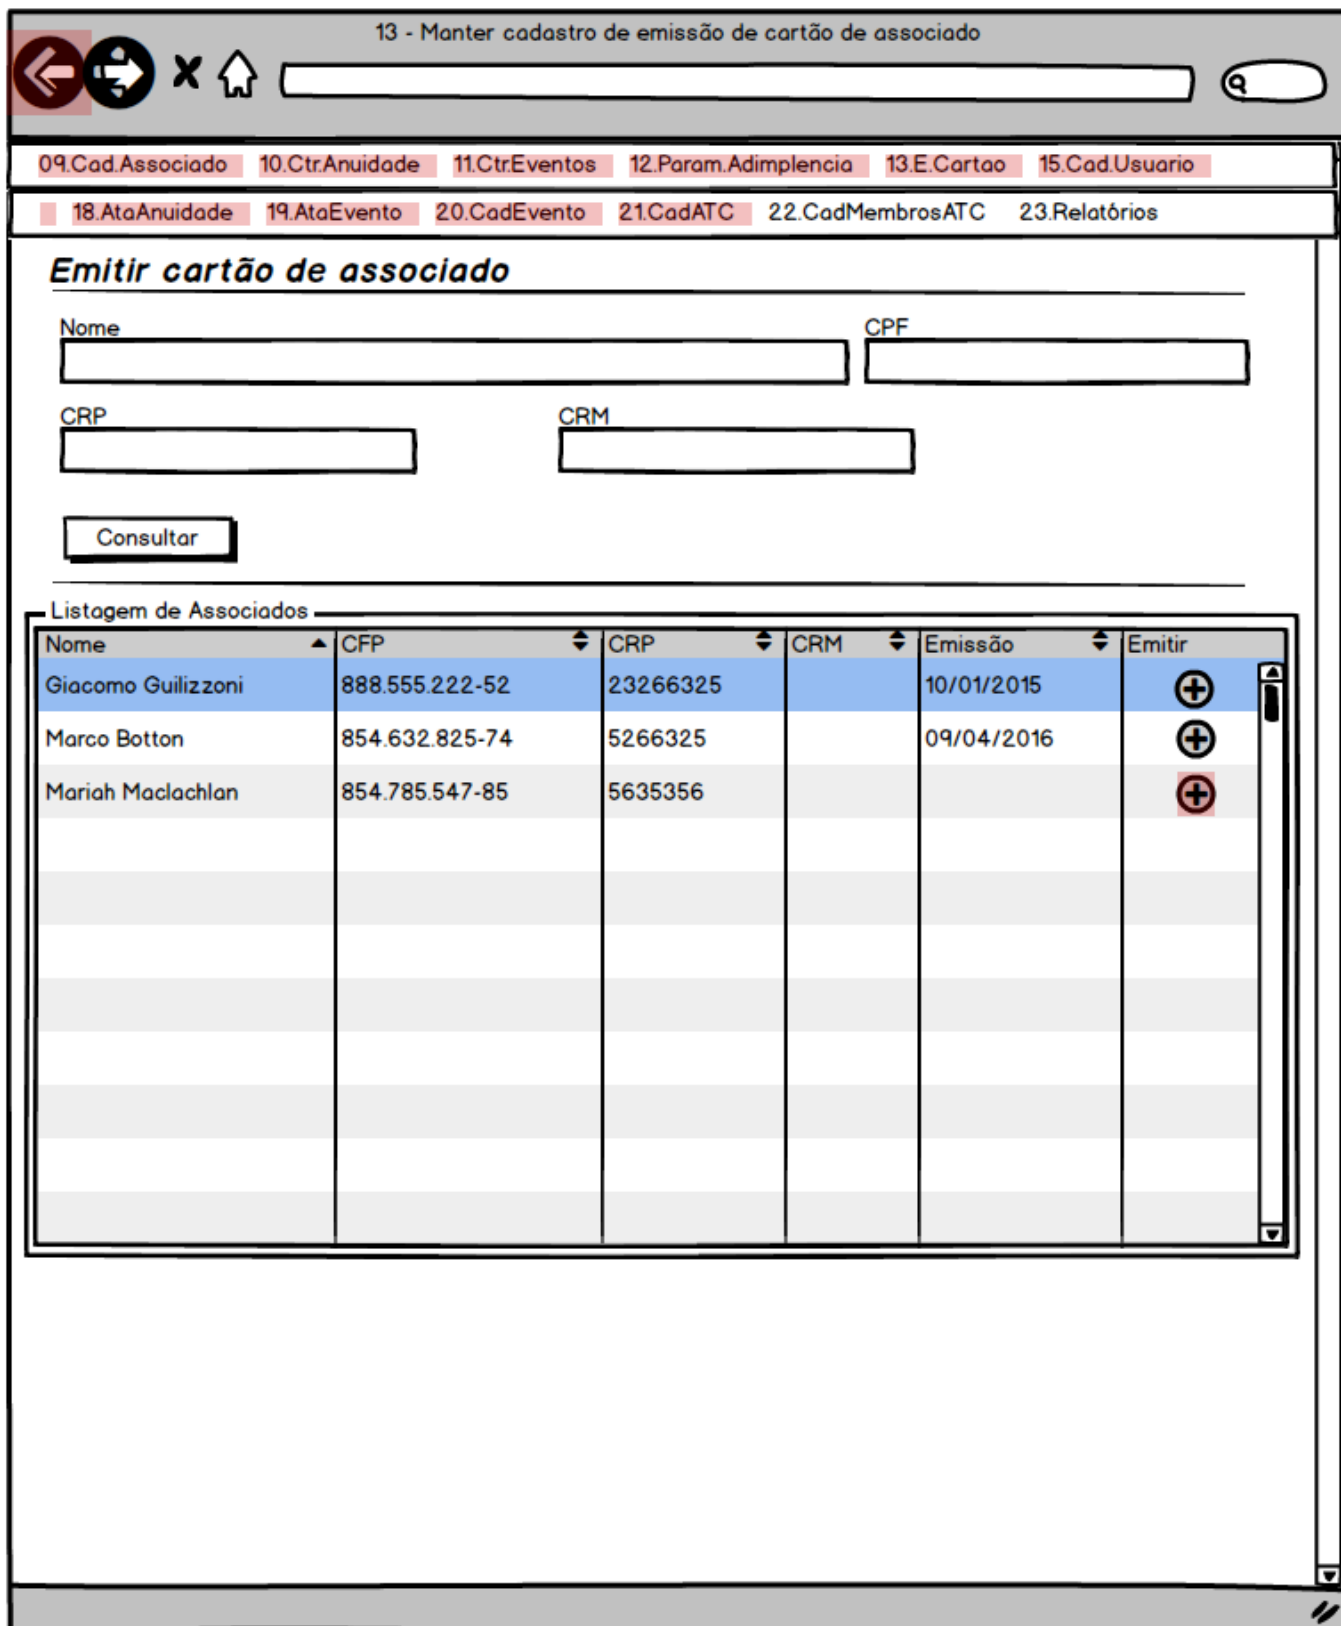 13 - Manter cadastro de emissão de cartão de associado
09.Cad.Associado 10.Ctr.Anuidade 11.Ctr.Eventos 12.Param.Adimplencia 13.E.Cartao 15.Cad.Usuario
18.AtaAnuidade 19.AtaEvento 20.CadEvento 21.CadATC 22.CadMembrosATC 23.Relatórios
Emitir cartão de associado
Nome CPF
CRP CRM
Consultar
Listagem de Associados
Nome CFP CRP CRM Emissão Emitir
Giacomo Guilizzoni 888.555.222-52 23266325 10/01/2015
Marco Botton 854.632.825-74 5266325 09/04/2016
Mariah Maclachlan 854.785.547-85 5635356